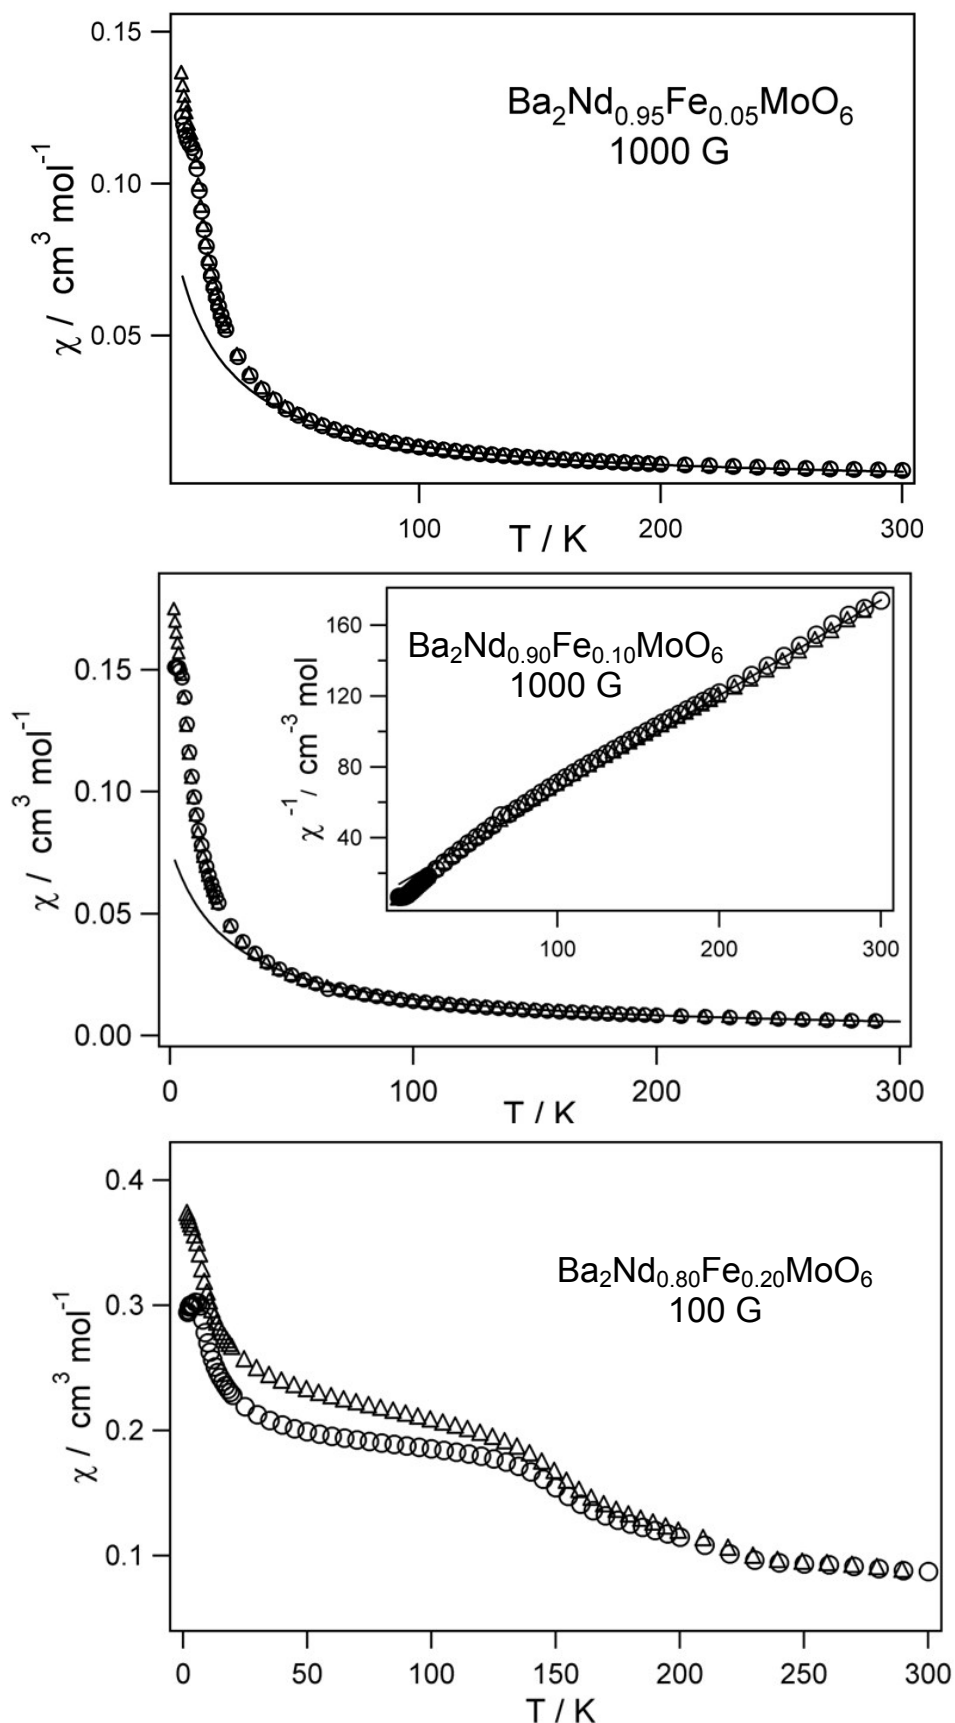 0.15
0.10
0.05
χ / cm³ mol⁻¹
Ba₂Nd₀.₉₅Fe₀.₀₅MoO₆
1000 G
100 200 300
T / K
0.15
0.10
0.05
0.00
χ / cm³ mol⁻¹
160
120
80
40
χ⁻¹ / cm⁻³ mol
Ba₂Nd₀.₉₀Fe₀.₁₀MoO₆
1000 G
100 200 300
0 100 200 300
T / K
0.4
0.3
0.2
0.1
χ / cm³ mol⁻¹
Ba₂Nd₀.₈₀Fe₀.₂₀MoO₆
100 G
0 50 100 150 200 250 300
T / K